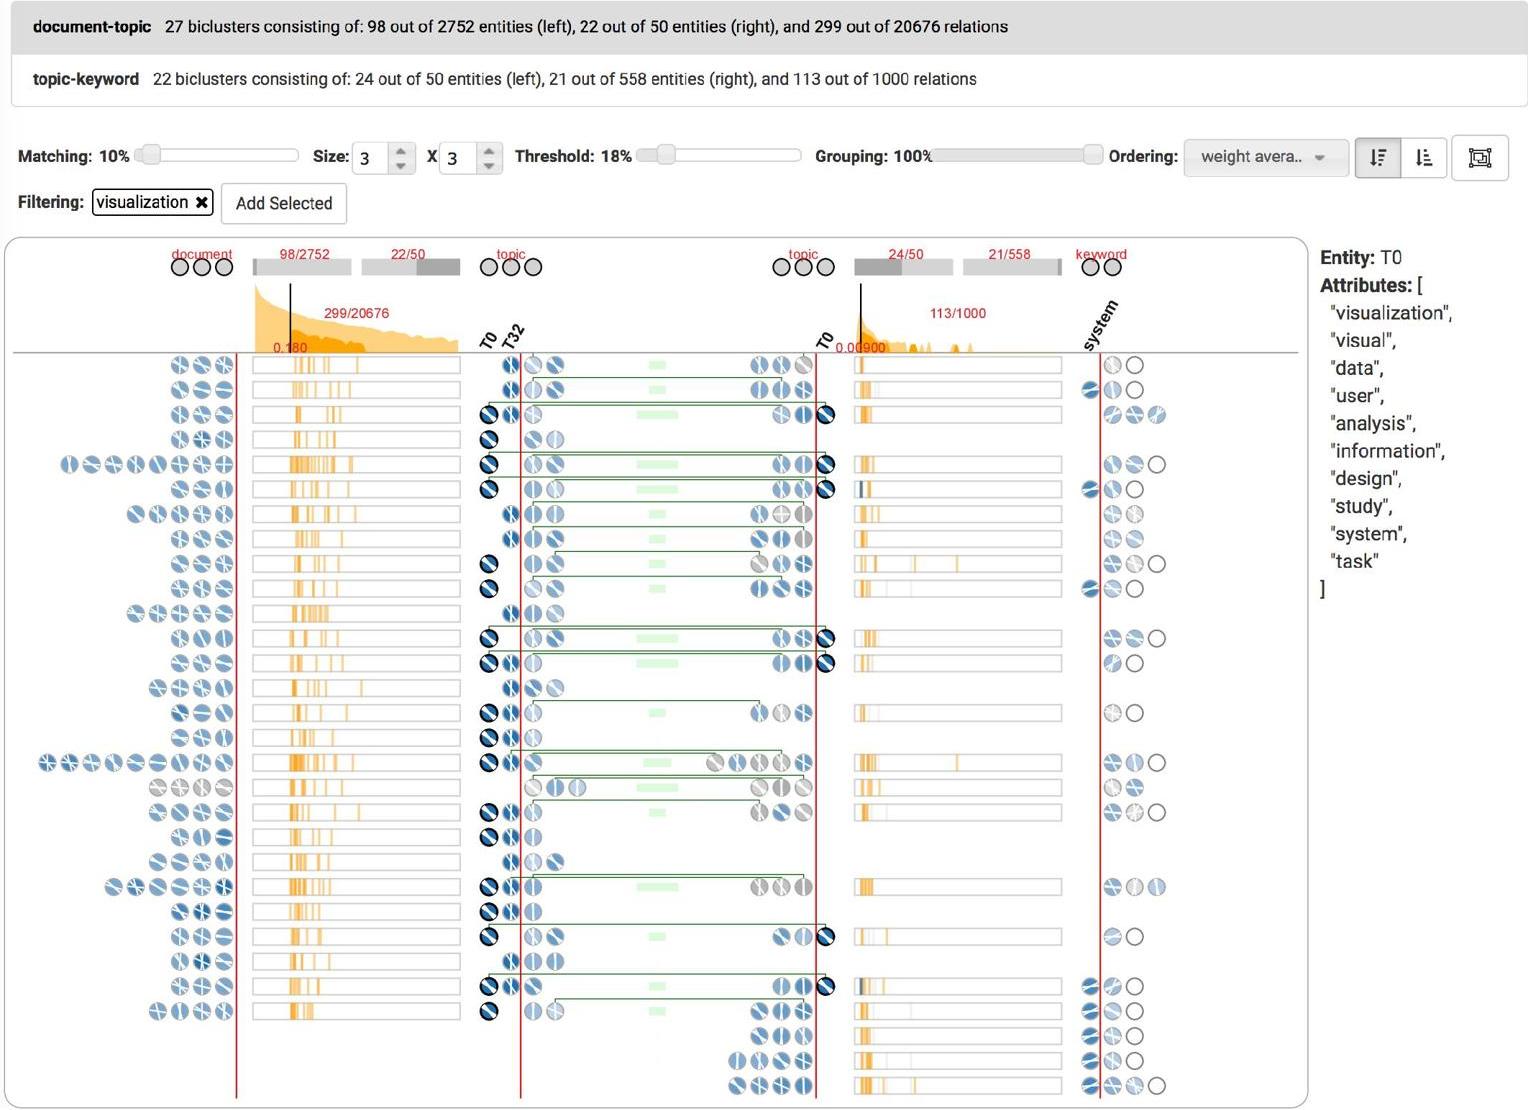 document-topic 27 biclusters consisting of: 98 out of 2752 entities (left), 22 out of 50 entities (right), and 299 out of 20676 relations
topic-keyword 22 biclusters consisting of: 24 out of 50 entities (left), 21 out of 558 entities (right), and 113 out of 1000 relations
Matching: 10% Size: 3 X 3 Threshold: 18% Grouping: 100% Ordering: weight avera..
Filtering: visualization ✖ Add Selected
document 98/2752 22/50 topic topic 24/50 21/558 keyword
299/20676 113/1000
0.180 T0 T32 T0 0.00900 system
Entity: T0
Attributes: [
"visualization",
"visual",
"data",
"user",
"analysis",
"information",
"design",
"study",
"system",
"task"
]